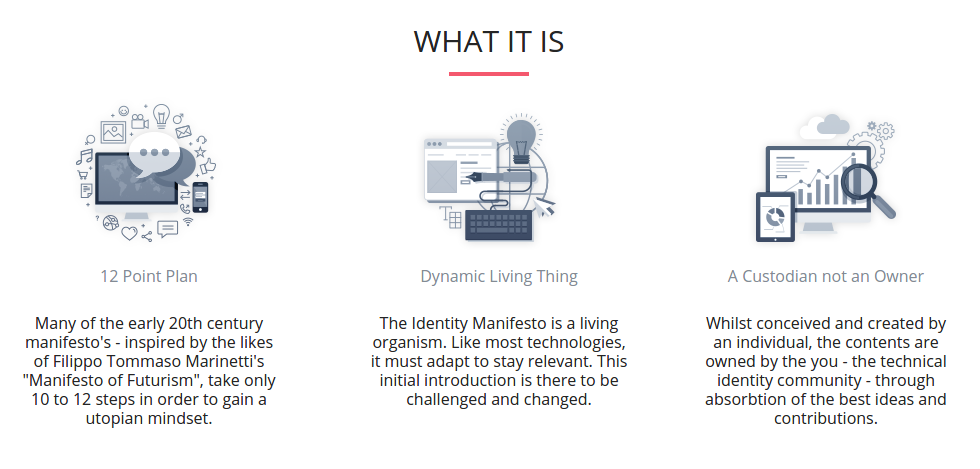 WHAT IT IS
12 Point Plan
Many of the early 20th century
manifesto's - inspired by the likes
of Filippo Tommaso Marinetti's
"Manifesto of Futurism", take only
10 to 12 steps in order to gain a
utopian mindset.
Dynamic Living Thing
The Identity Manifesto is a living
organism. Like most technologies,
it must adapt to stay relevant. This
initial introduction is there to be
challenged and changed.
A Custodian not an Owner
Whilst conceived and created by
an individual, the contents are
owned by the you - the technical
identity community - through
absorbtion of the best ideas and
contributions.